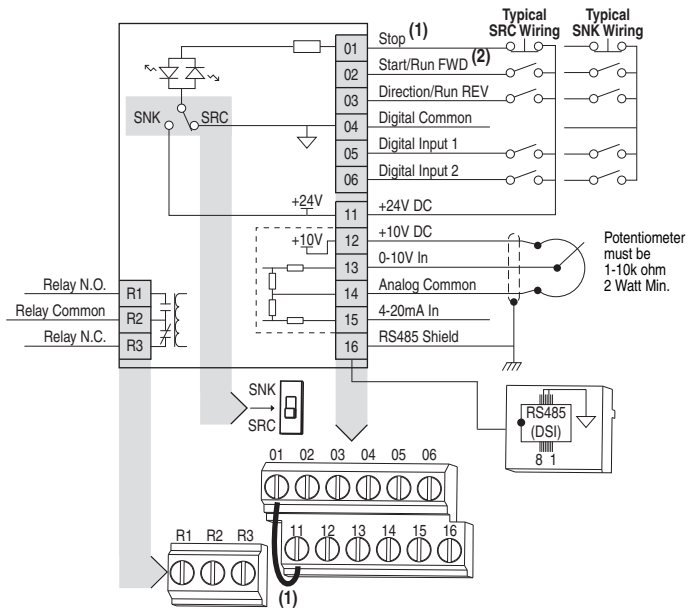 Typical SRC Wiring
Typical SNK Wiring
01 Stop (1)
02 Start/Run FWD (2)
03 Direction/Run REV
SNK SRC
04 Digital Common
05 Digital Input 1
06 Digital Input 2
+24V
11 +24V DC
+10V
12 +10V DC
13 0-10V In
14 Analog Common
15 4-20mA In
16 RS485 Shield
Potentiometer
must be
1-10k ohm
2 Watt Min.
Relay N.O. R1
Relay Common R2
Relay N.C. R3
SNK
SRC
RS485
(DSI)
8 1
01 02 03 04 05 06
11 12 13 14 15 16
R1 R2 R3
(1)